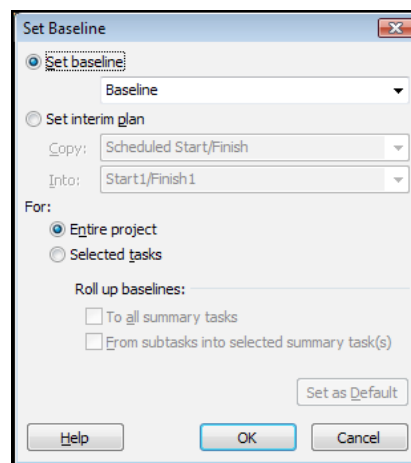 Set Baseline
Set baseline
Baseline
Set interim plan
Copy: Scheduled Start/Finish
Into: Start1/Finish1
For:
Entire project
Selected tasks
Roll up baselines:
To all summary tasks
From subtasks into selected summary task(s)
Set as Default
Help OK Cancel